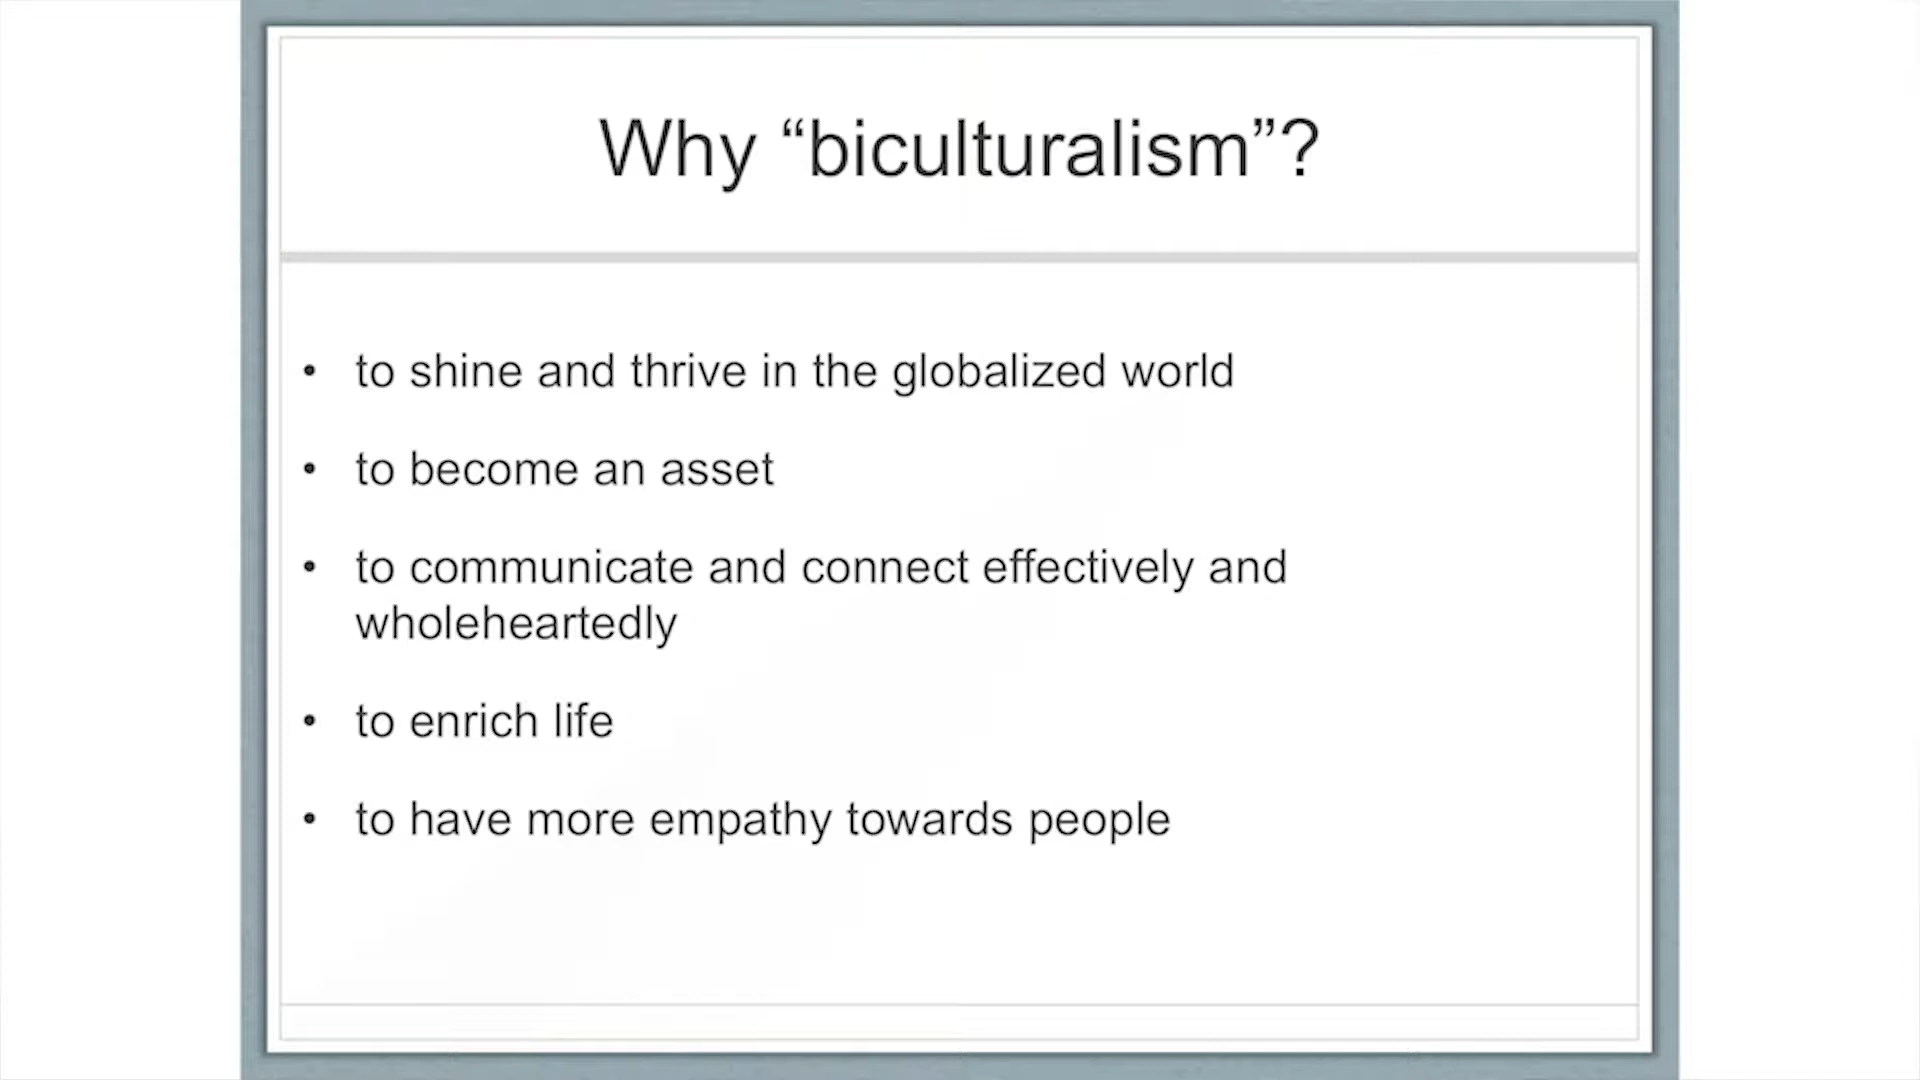 Why “biculturalism”?
• to shine and thrive in the globalized world
• to become an asset
• to communicate and connect effectively and
wholeheartedly
• to enrich life
• to have more empathy towards people